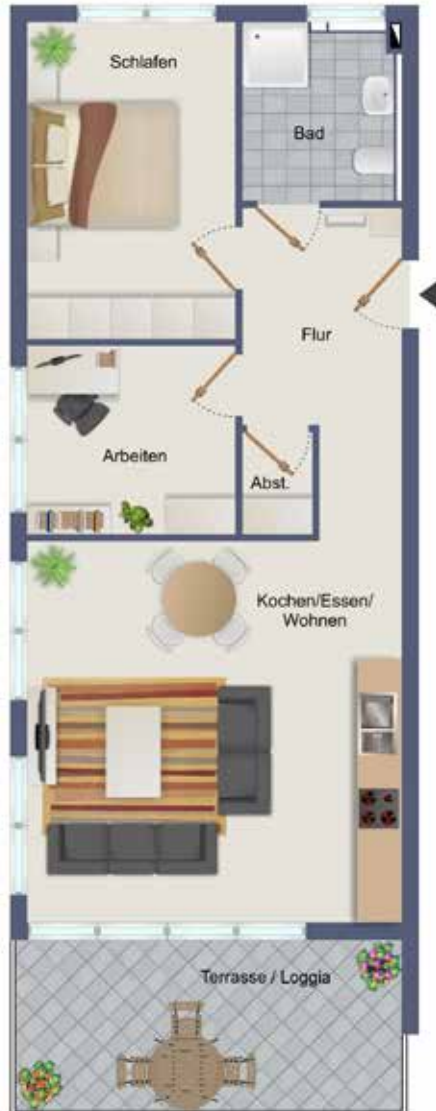 Schlafen
Bad
Flur
Arbeiten
Abst.
Kochen/Essen/
Wohnen
Terrasse / Loggia